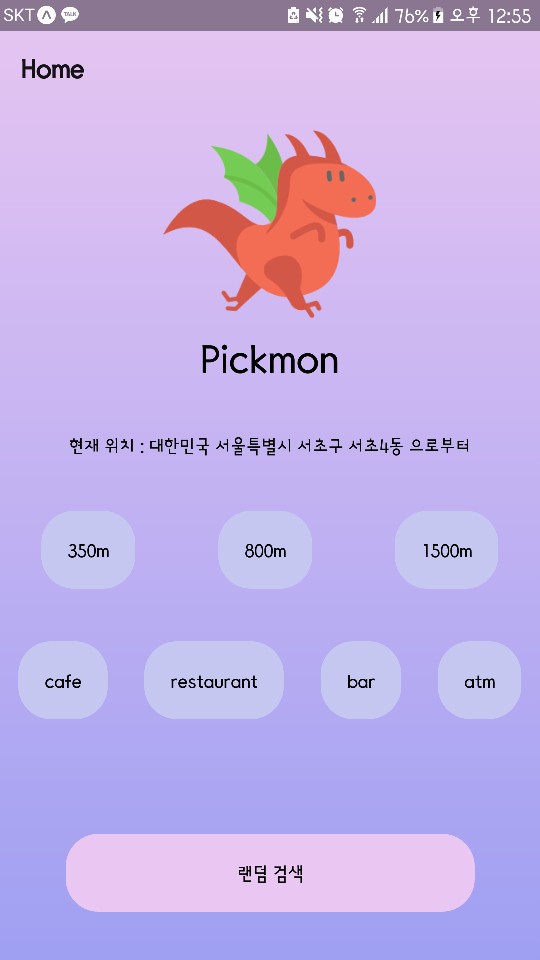 SKT TALK 76% 오후 12:55
Home
Pickmon
현재 위치 : 대한민국 서울특별시 서초구 서초4동 으로부터
350m 800m 1500m
cafe restaurant bar atm
랜덤 검색